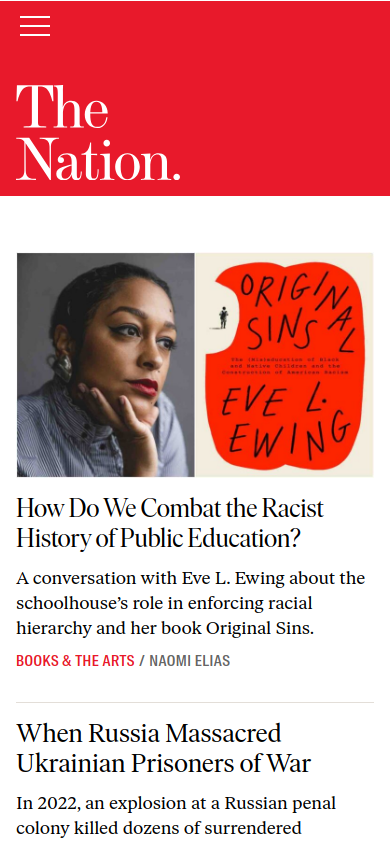 The
Nation.
ORIGINAL
SINS
The (Mis)education of Black
and Native Children and the
Construction of American Racism
EVE L.
EWING
How Do We Combat the Racist
History of Public Education?
A conversation with Eve L. Ewing about the
schoolhouse’s role in enforcing racial
hierarchy and her book Original Sins.
BOOKS & THE ARTS / NAOMI ELIAS
When Russia Massacred
Ukrainian Prisoners of War
In 2022, an explosion at a Russian penal
colony killed dozens of surrendered